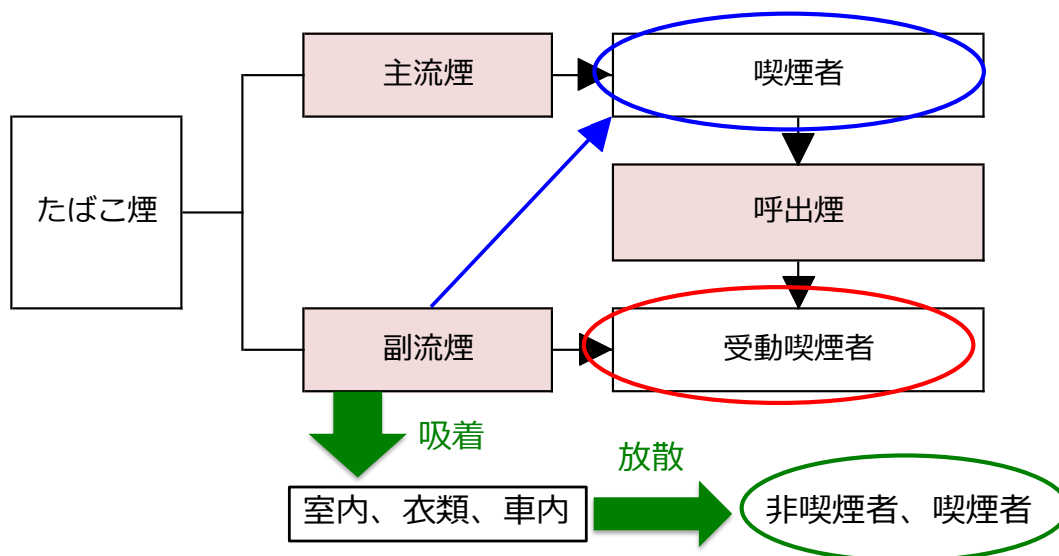 主流煙
喫煙者
たばこ煙
呼出煙
副流煙
受動喫煙者
吸着
放散
室内、衣類、車内
非喫煙者、喫煙者